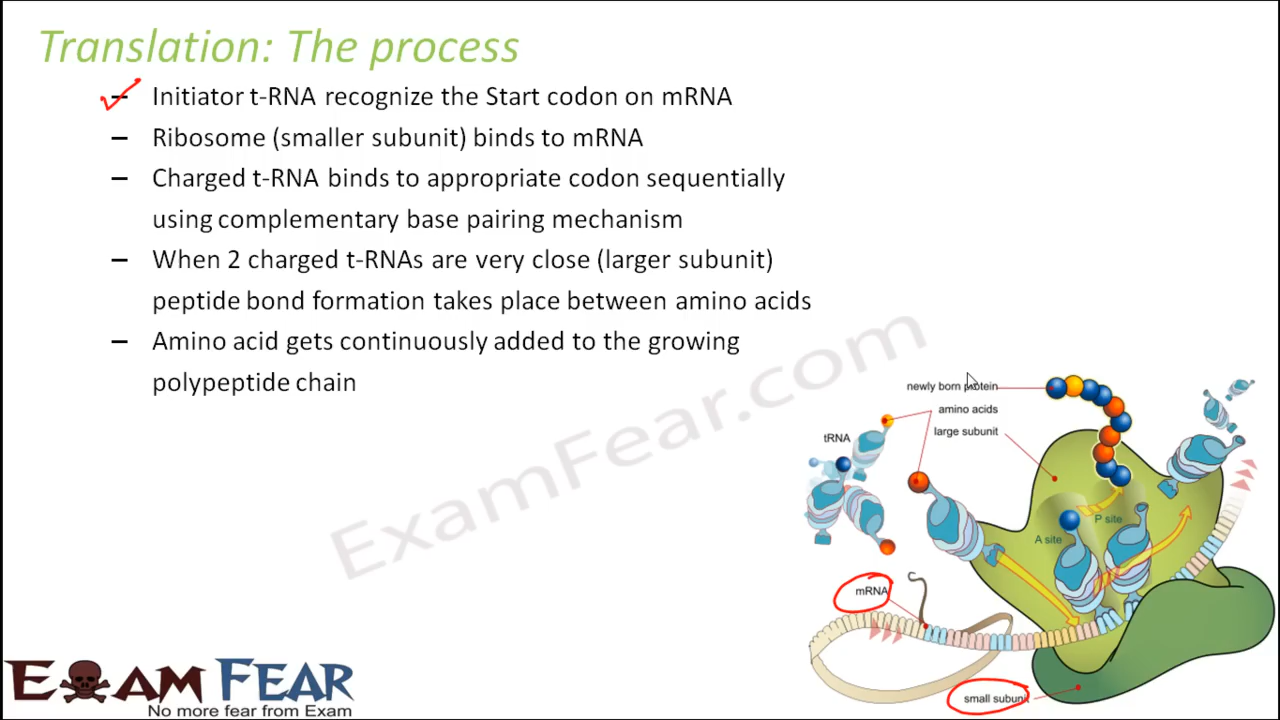 Translation: The process
– Initiator t-RNA recognize the Start codon on mRNA
– Ribosome (smaller subunit) binds to mRNA
– Charged t-RNA binds to appropriate codon sequentially
using complementary base pairing mechanism
– When 2 charged t-RNAs are very close (larger subunit)
peptide bond formation takes place between amino acids
– Amino acid gets continuously added to the growing
polypeptide chain
ExamFear.com
newly born protein
amino acids
large subunit
tRNA
P site
A site
mRNA
small subunit
EXAM FEAR
No more fear from Exam